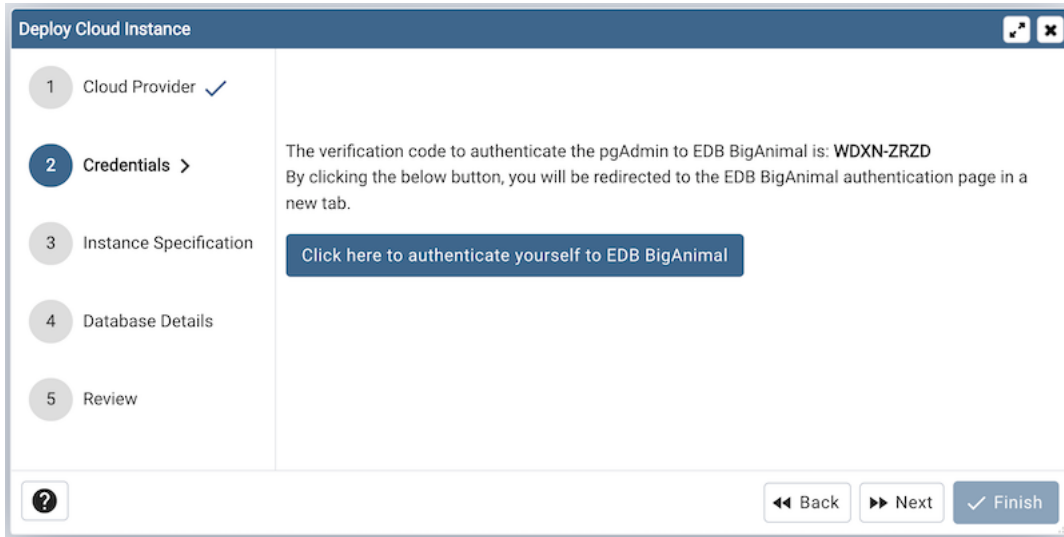 Deploy Cloud Instance
1 Cloud Provider
2 Credentials
3 Instance Specification
4 Database Details
5 Review
The verification code to authenticate the pgAdmin to EDB BigAnimal is: WDXN-ZRZD
By clicking the below button, you will be redirected to the EDB BigAnimal authentication page in a
new tab.
Click here to authenticate yourself to EDB BigAnimal
? Back Next Finish